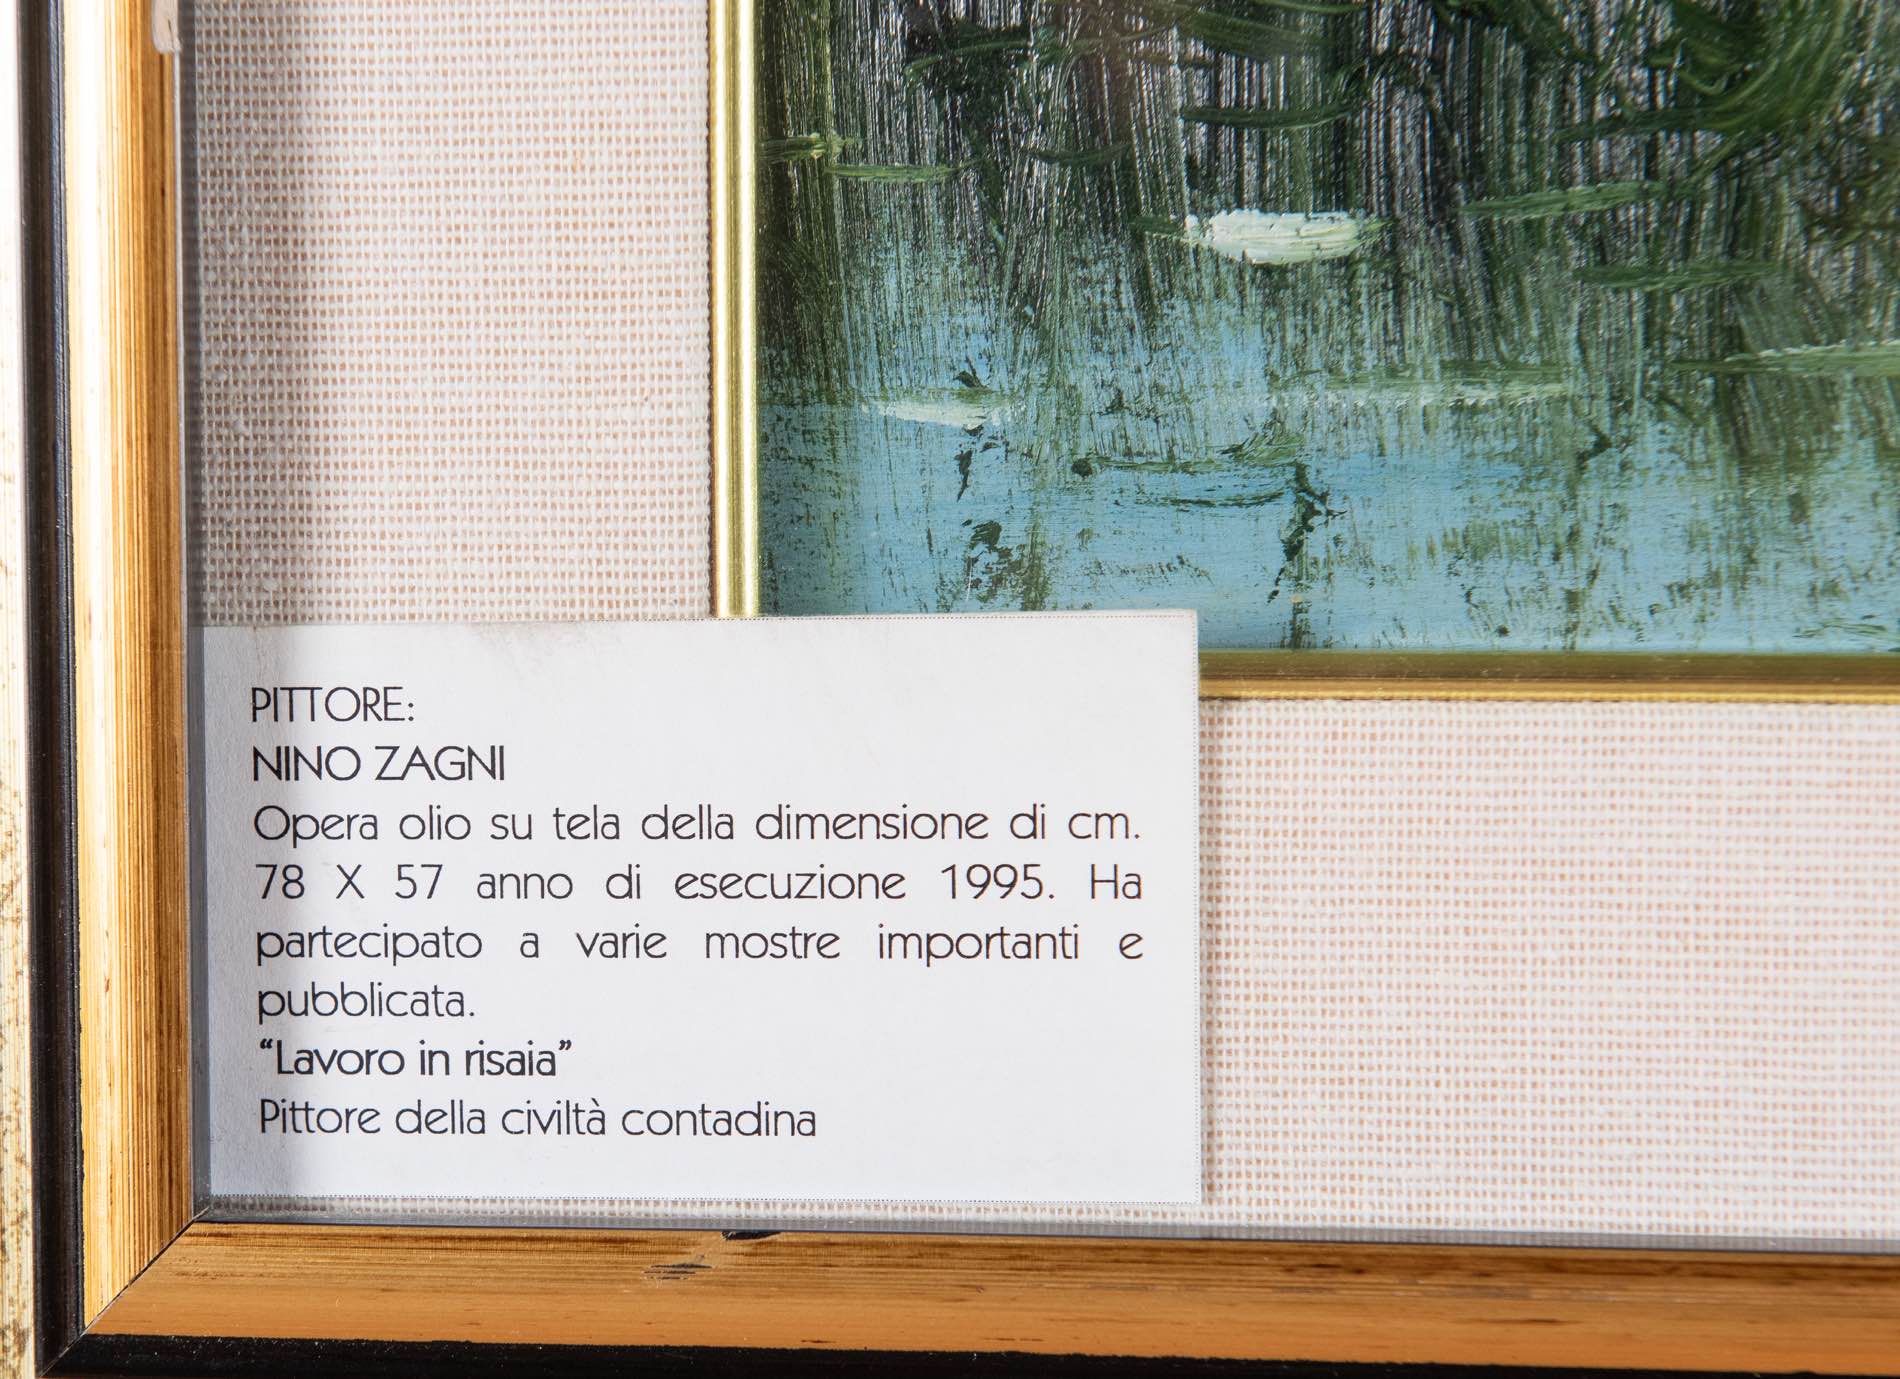 PITTORE:
NINO ZAGNI
Opera olio su tela della dimensione di cm.
78 X 57 anno di esecuzione 1995. Ha
partecipato a varie mostre importanti e
pubblicata.
“Lavoro in risaia”
Pittore della civiltà contadina